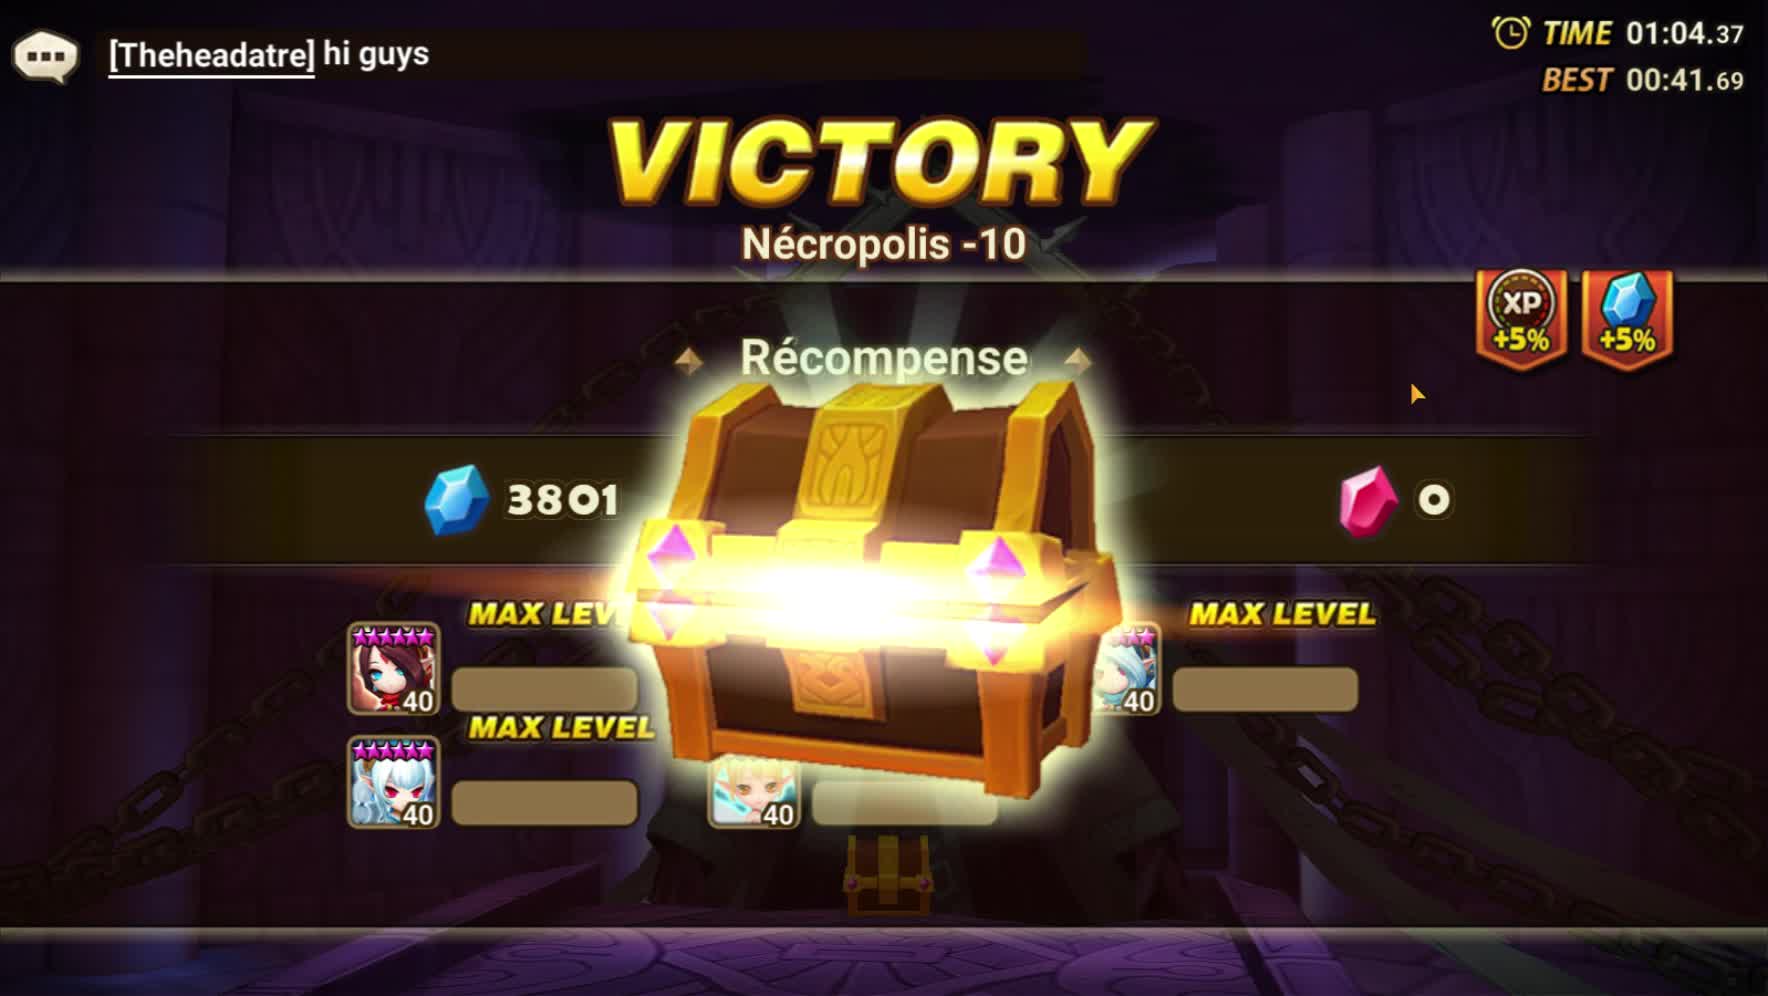 [Theheadatre] hi guys
TIME 01:04.37
BEST 00:41.69
VICTORY
Nécropolis -10
XP +5%
+5%
Récompense
3801
0
MAX LEV
MAX LEVEL
40
40
MAX LEVEL
40
40